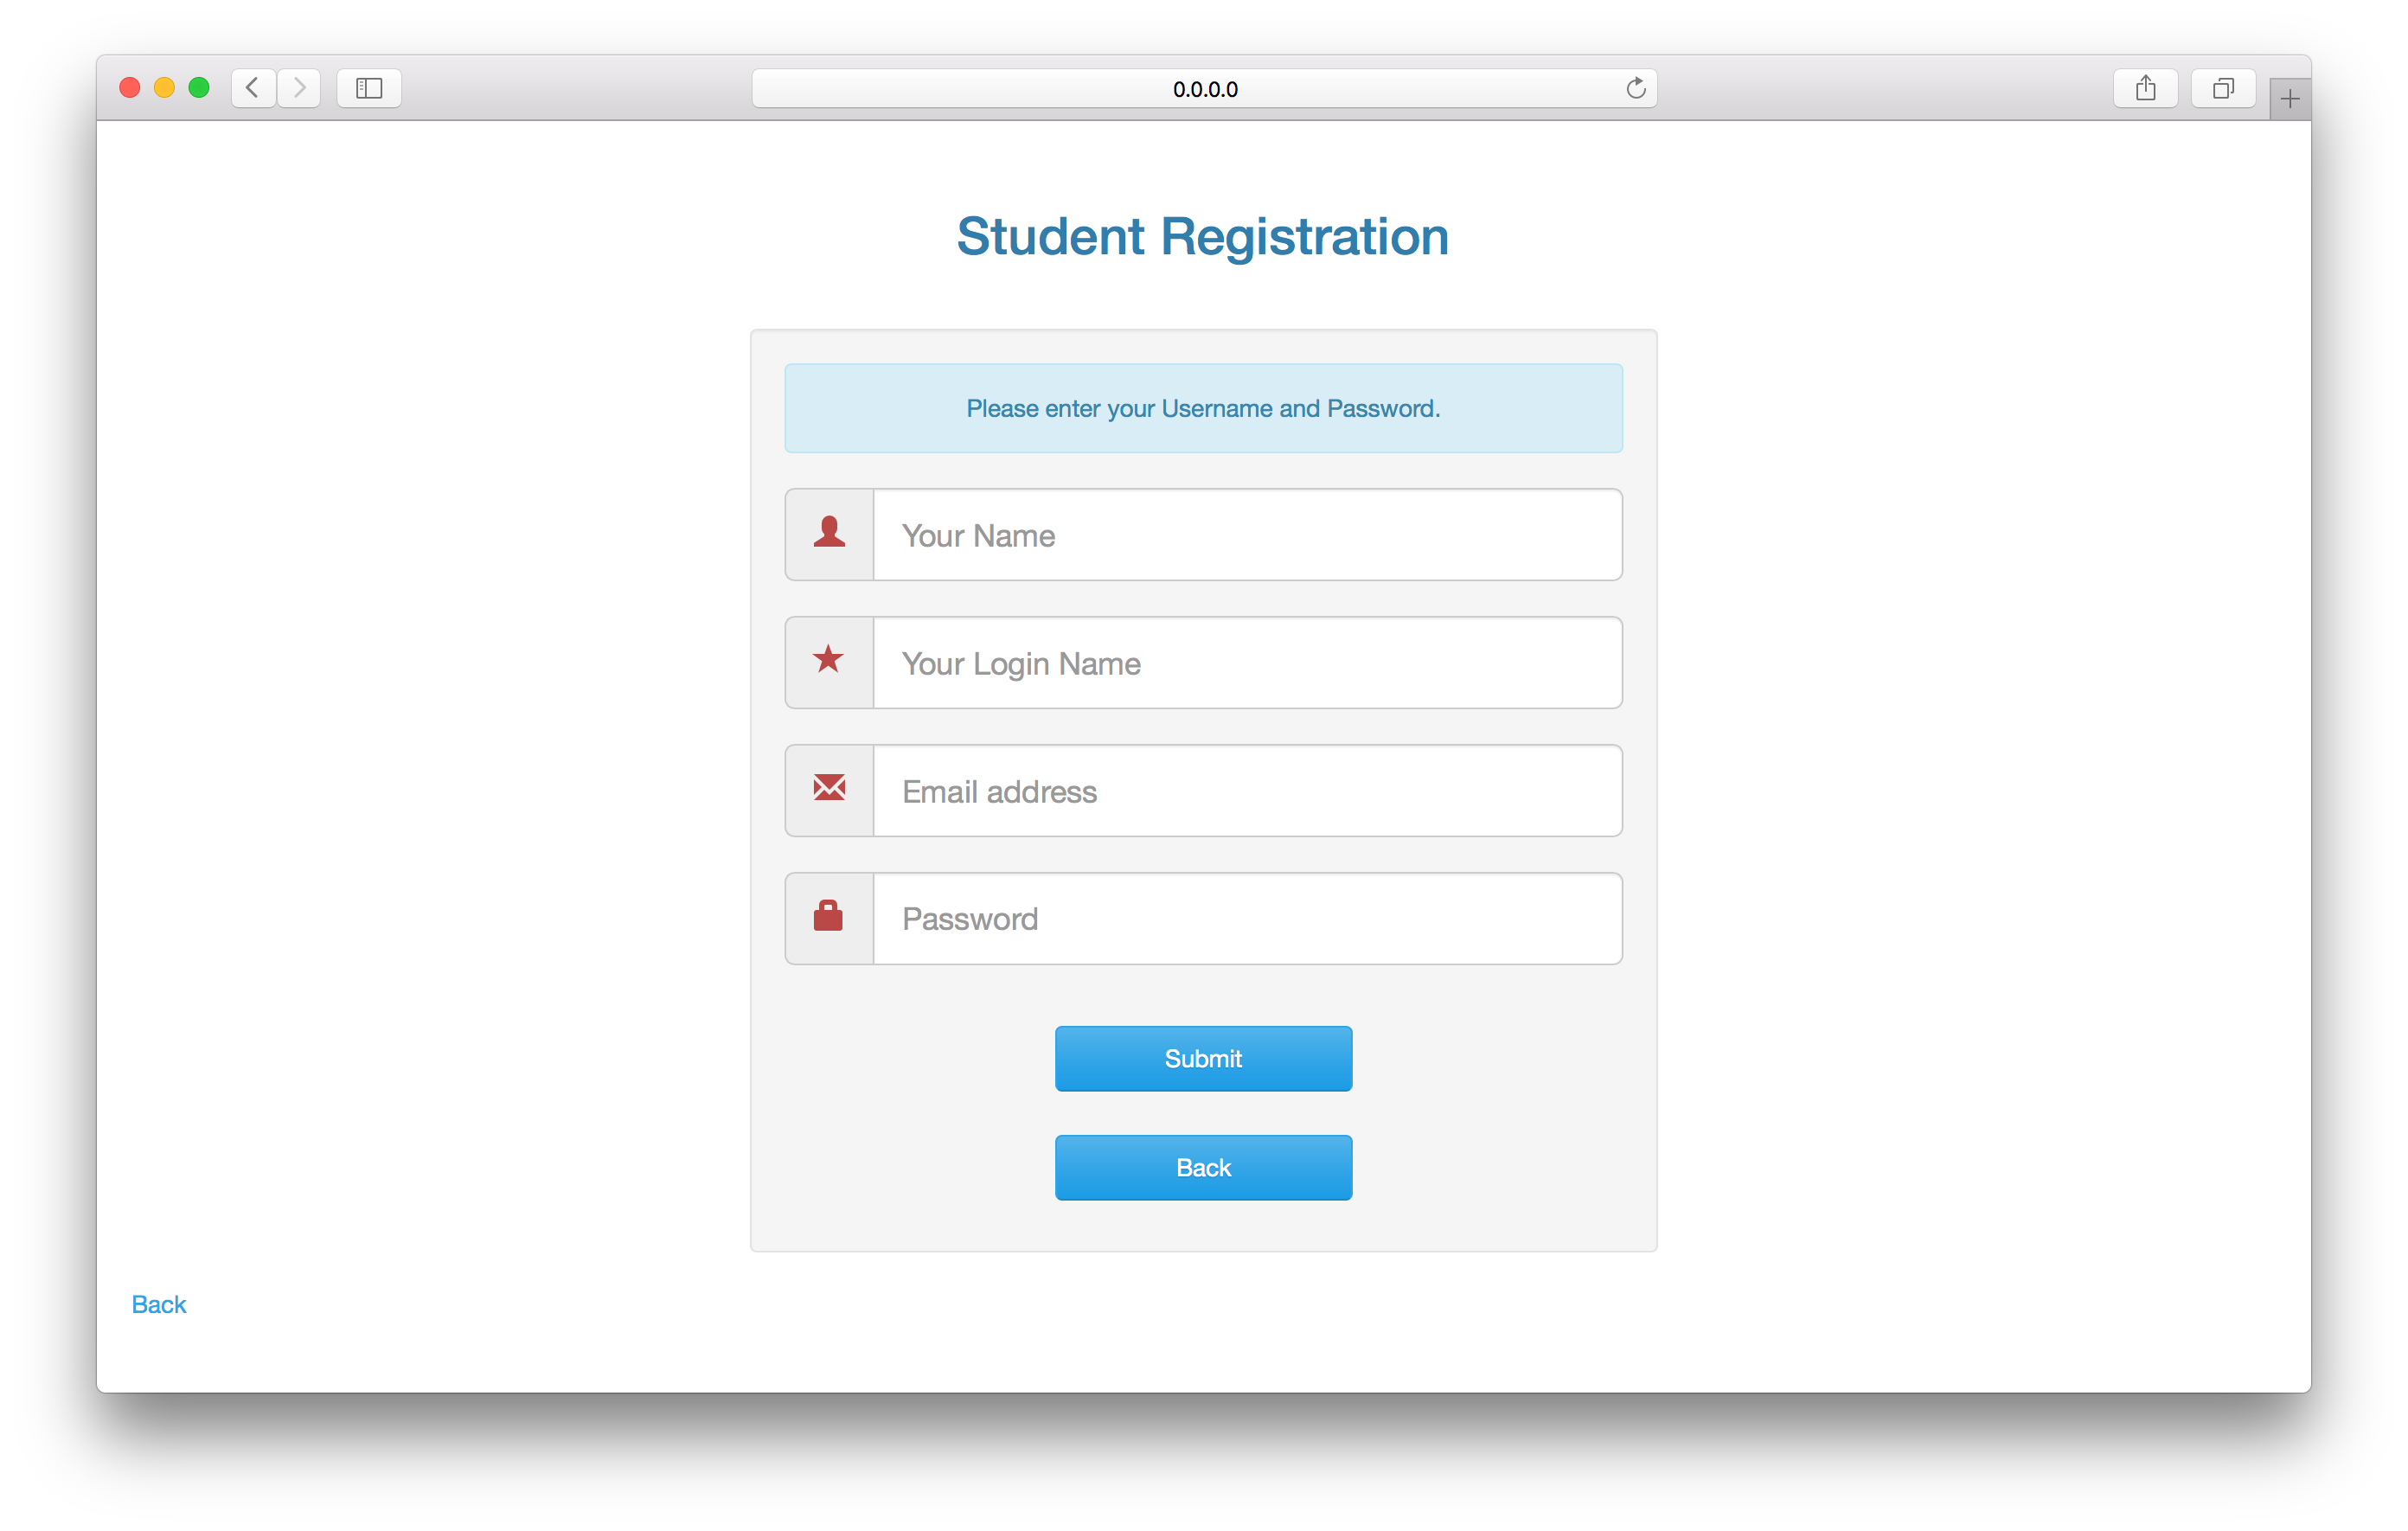 0.0.0.0
Student Registration
Please enter your Username and Password.
Your Name
Your Login Name
Email address
Password
Submit
Back
Back